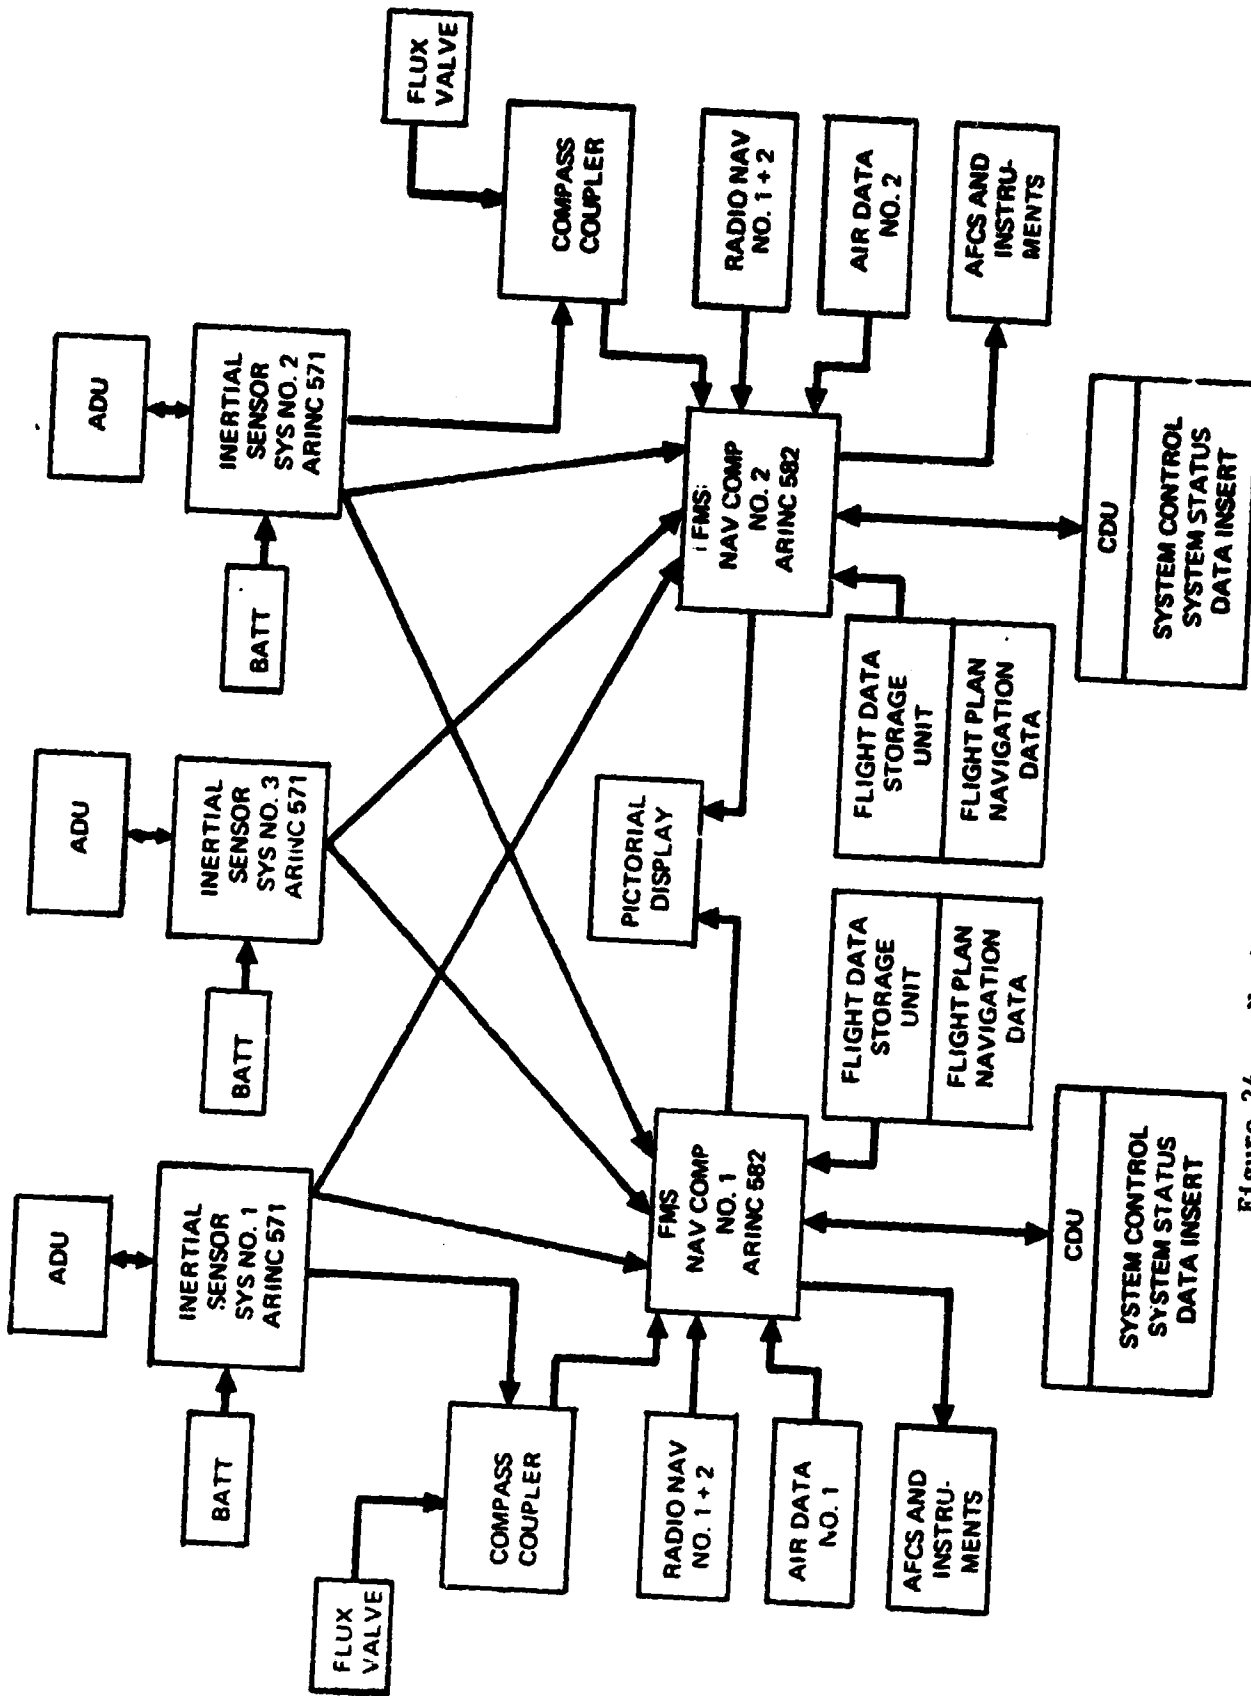 ADU
INERTIAL
SENSOR
SYS NO. 1
ARINC 571
BATT
ADU
INERTIAL
SENSOR
SYS NO. 3
ARINC 571
BATT
ADU
INERTIAL
SENSOR
SYS NO. 2
ARINC 571
BATT
FLUX
VALVE
COMPASS
COUPLER
FLUX
VALVE
COMPASS
COUPLER
RADIO NAV
NO. 1 + 2
AIR DATA
NO. 1
AFCS AND
INSTRU-
MENTS
FMS
NAV COMP
NO. 1
ARINC 582
PICTORIAL
DISPLAY
FMS
NAV COMP
NO. 2
ARINC 582
RADIO NAV
NO. 1 + 2
AIR DATA
NO. 2
AFCS AND
INSTRU-
MENTS
FLIGHT DATA
STORAGE
UNIT
FLIGHT PLAN
NAVIGATION
DATA
FLIGHT DATA
STORAGE
UNIT
FLIGHT PLAN
NAVIGATION
DATA
CDU
SYSTEM CONTROL
SYSTEM STATUS
DATA INSERT
CDU
SYSTEM CONTROL
SYSTEM STATUS
DATA INSERT
Figure